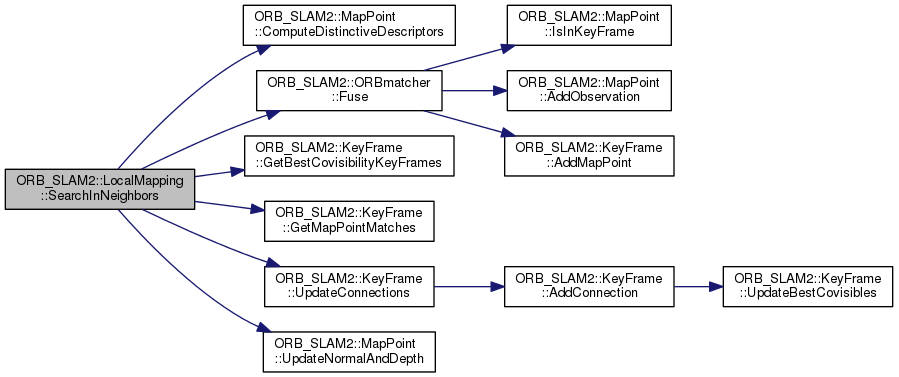 ORB_SLAM2::LocalMapping
::SearchInNeighbors
ORB_SLAM2::MapPoint
::ComputeDistinctiveDescriptors
ORB_SLAM2::ORBmatcher
::Fuse
ORB_SLAM2::MapPoint
::IsInKeyFrame
ORB_SLAM2::MapPoint
::AddObservation
ORB_SLAM2::KeyFrame
::AddMapPoint
ORB_SLAM2::KeyFrame
::GetBestCovisibilityKeyFrames
ORB_SLAM2::KeyFrame
::GetMapPointMatches
ORB_SLAM2::KeyFrame
::UpdateConnections
ORB_SLAM2::KeyFrame
::AddConnection
ORB_SLAM2::KeyFrame
::UpdateBestCovisibles
ORB_SLAM2::MapPoint
::UpdateNormalAndDepth